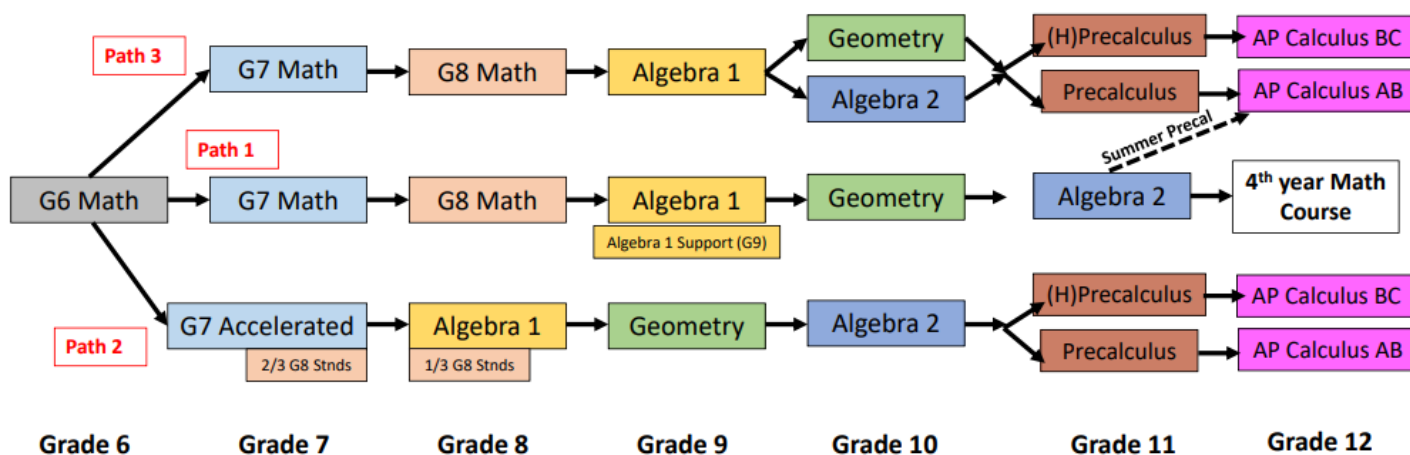 Path 3
G7 Math
G8 Math
Algebra 1
Geometry
Algebra 2
(H)Precalculus
AP Calculus BC
Precalculus
AP Calculus AB
Summer Precal
Path 1
G6 Math
G7 Math
G8 Math
Algebra 1
Algebra 1 Support (G9)
Geometry
Algebra 2
4th year Math
Course
Path 2
G7 Accelerated
2/3 G8 Stnds
Algebra 1
1/3 G8 Stnds
Geometry
Algebra 2
(H)Precalculus
AP Calculus BC
Precalculus
AP Calculus AB
Grade 6
Grade 7
Grade 8
Grade 9
Grade 10
Grade 11
Grade 12